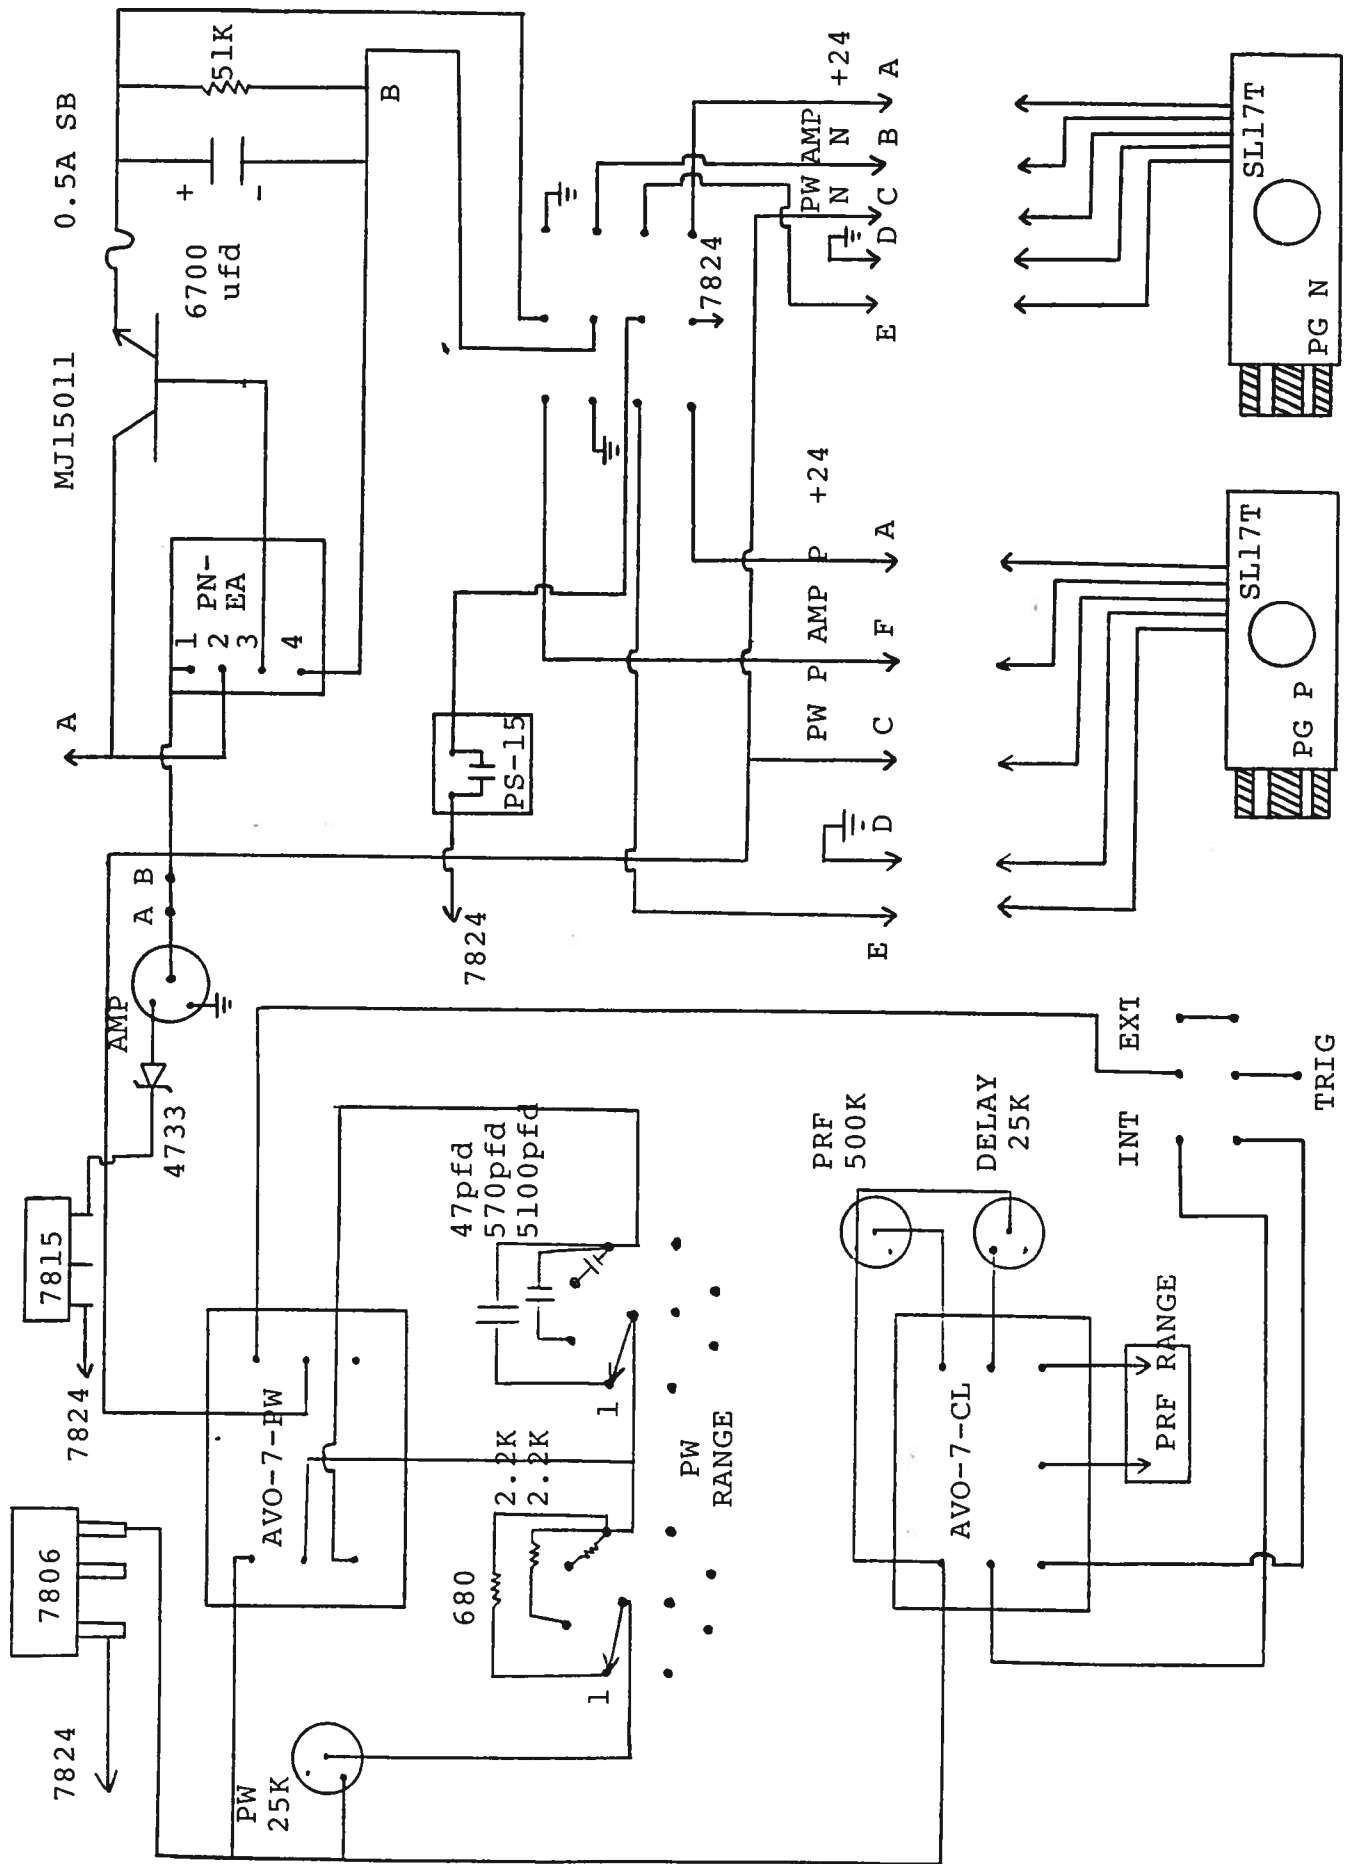 7824
7806
7824
7815
AMP
4733
A B
A
MJ15011
0.5A SB
6700
ufd
+
-
51K
B
PW
25K
AVO-7-PW
1
2
3
4
PN-
EA
680
2.2K
2.2K
47pfd
570pfd
5100pfd
1
1
PW
RANGE
7824
PS-15
7824
PRF
500K
DELAY
25K
AVO-7-CL
PRF RANGE
INT
EXT
TRIG
PW P
AMP P
+24
E
D
C
F
A
PW N
AMP N
+24
E
D
C
B
A
SL17T
PG P
SL17T
PG N